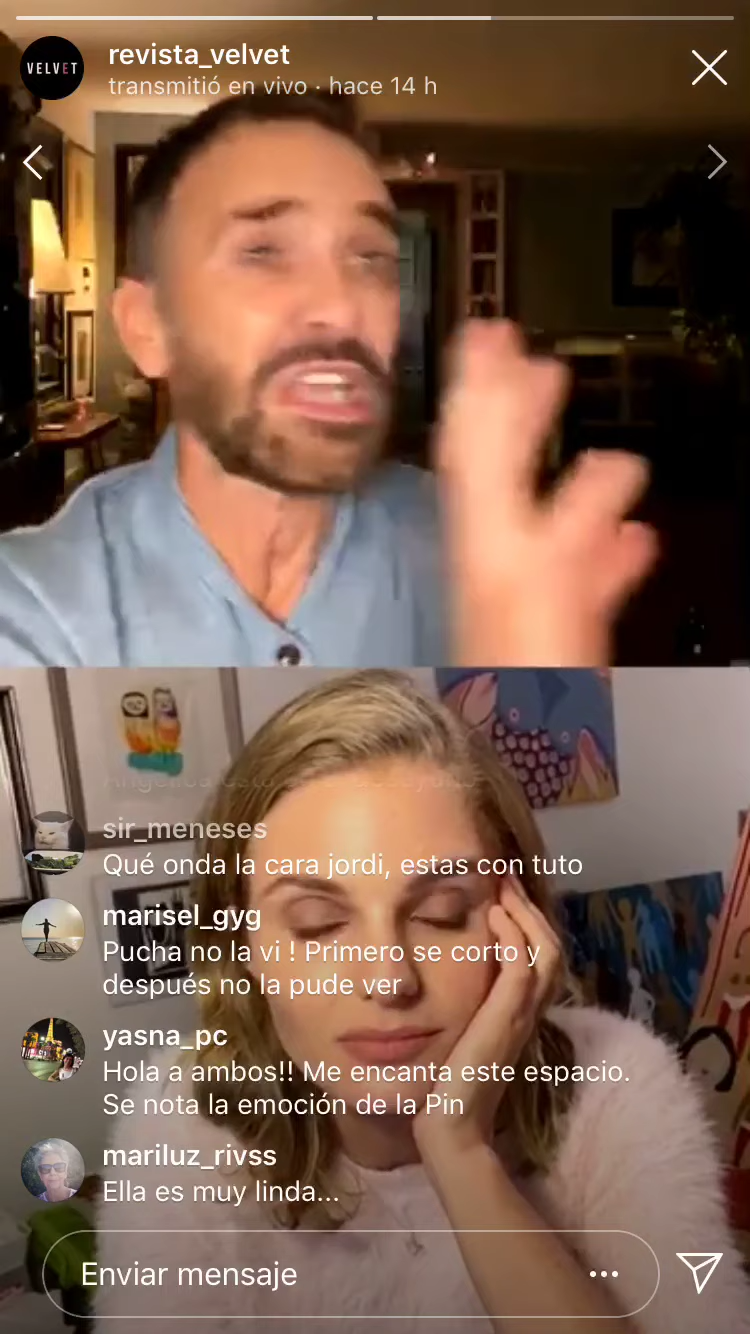 VELVET
revista_velvet
transmitió en vivo · hace 14 h
sir_meneses
Qué onda la cara jordi, estas con tuto
marisel_gyg
Pucha no la vi ! Primero se corto y
después no la pude ver
yasna_pc
Hola a ambos!! Me encanta este espacio.
Se nota la emoción de la Pin
mariluz_rivss
Ella es muy linda...
Enviar mensaje